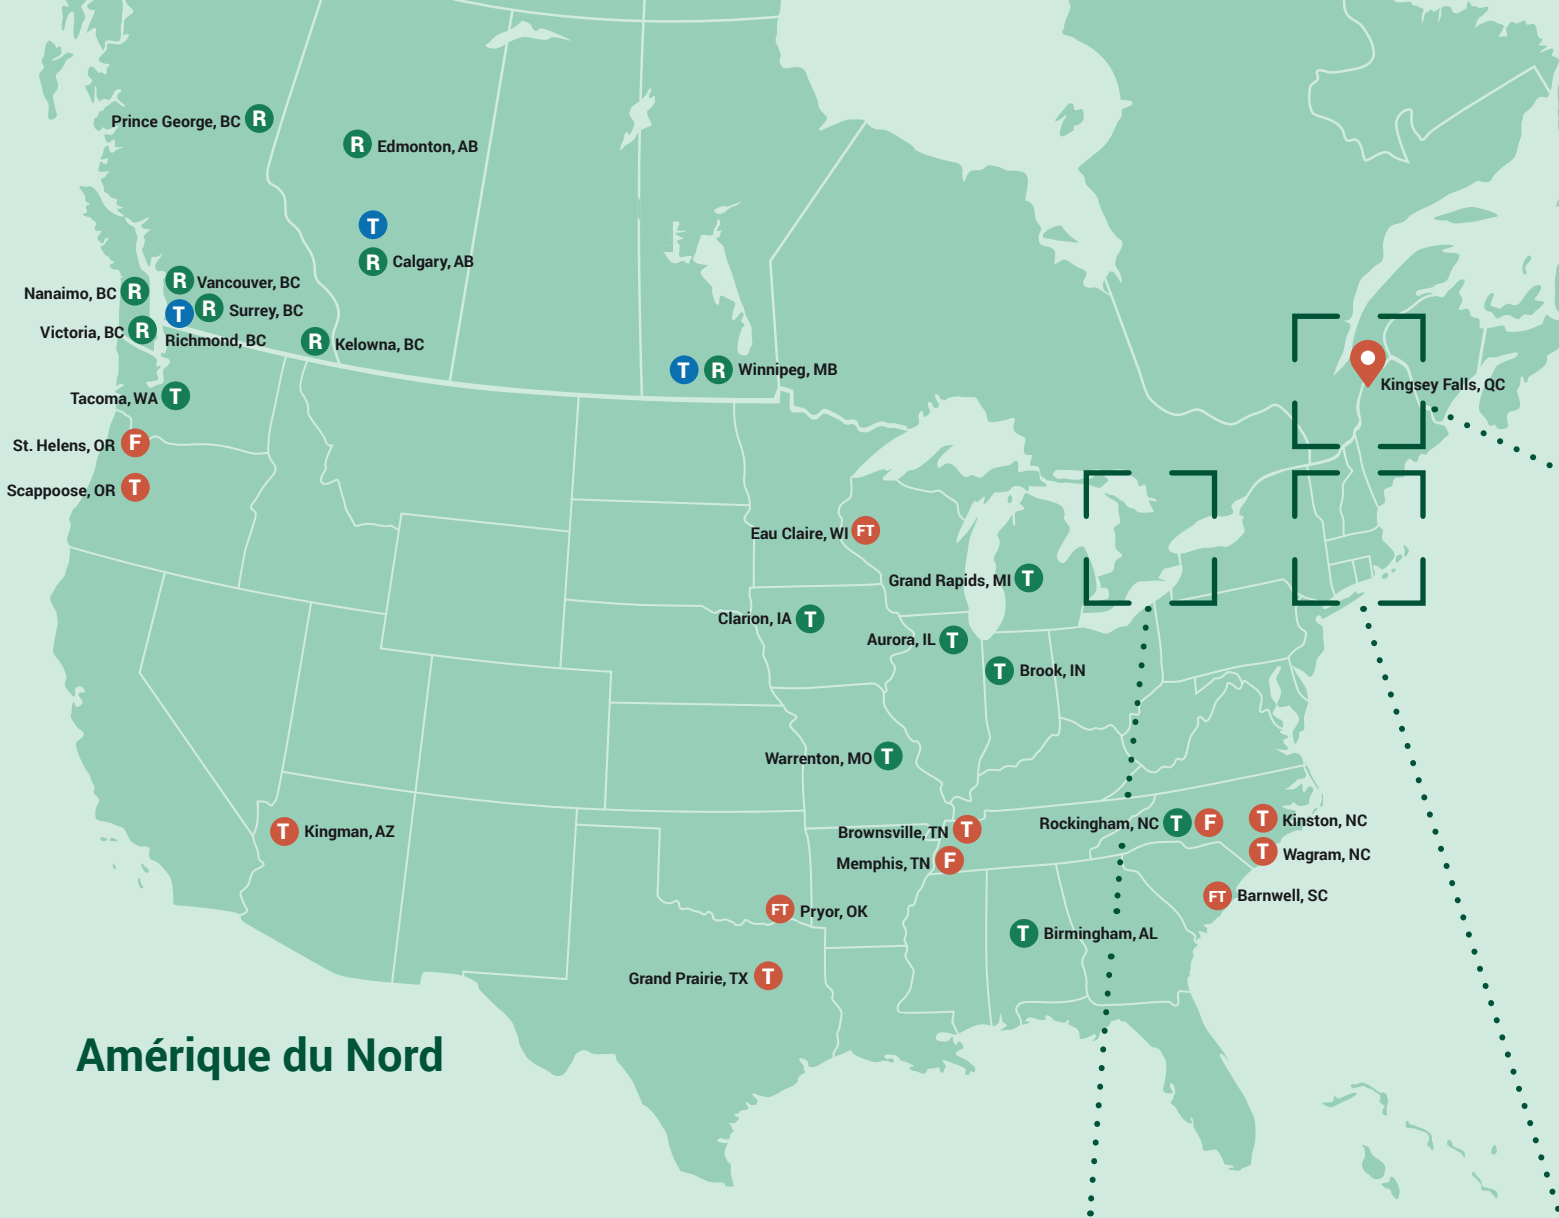 Prince George, BC R
R Edmonton, AB
T
R Calgary, AB
R Vancouver, BC
Nanaimo, BC R
T R Surrey, BC
Victoria, BC R
Richmond, BC
R Kelowna, BC
T R Winnipeg, MB
Kingsey Falls, QC
Tacoma, WA T
St. Helens, OR F
Scappoose, OR T
Eau Claire, WI FT
Grand Rapids, MI T
Clarion, IA T
Aurora, IL T
T Brook, IN
Warrenton, MO T
T Kingman, AZ
Brownsville, TN T
Rockingham, NC T F
T Kinston, NC
Memphis, TN F
T Wagram, NC
FT Barnwell, SC
FT Pryor, OK
T Birmingham, AL
Grand Prairie, TX T
Amérique du Nord